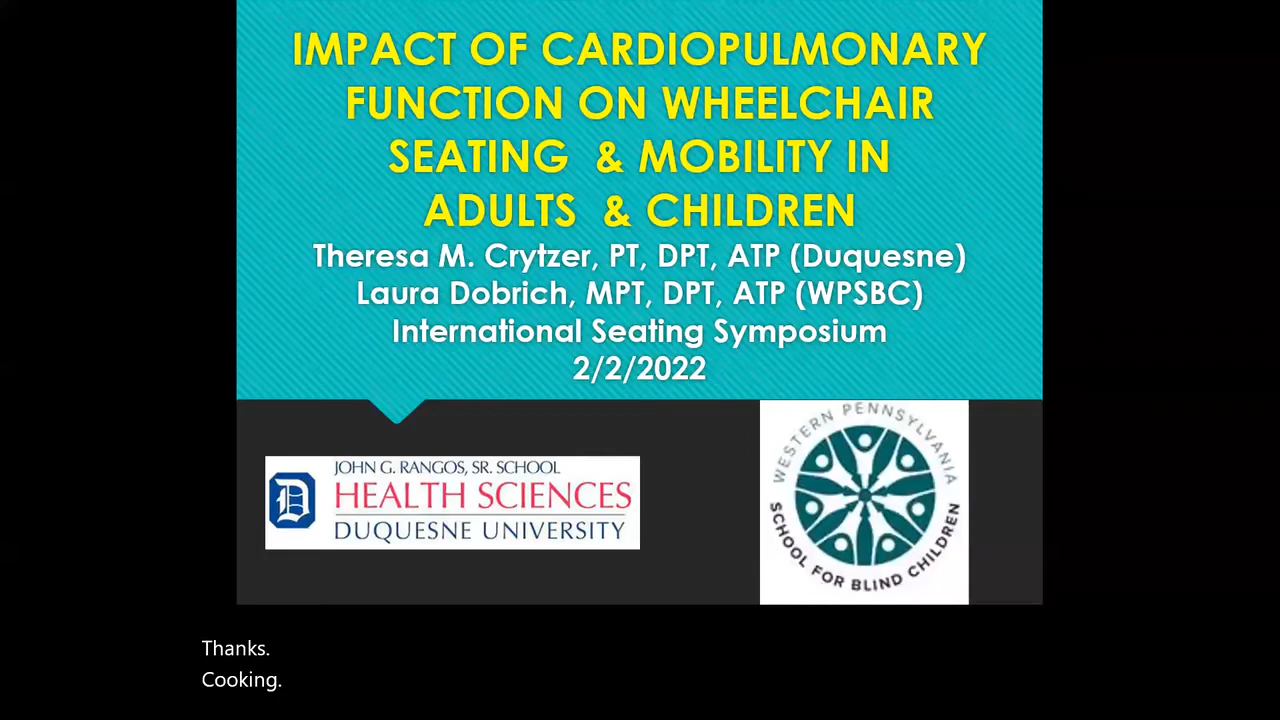 IMPACT OF CARDIOPULMONARY
FUNCTION ON WHEELCHAIR
SEATING & MOBILITY IN
ADULTS & CHILDREN
Theresa M. Crytzer, PT, DPT, ATP (Duquesne)
Laura Dobrich, MPT, DPT, ATP (WPSBC)
International Seating Symposium
2/2/2022
D
JOHN G. RANGOS, SR. SCHOOL
HEALTH SCIENCES
DUQUESNE UNIVERSITY
WESTERN PENNSYLVANIA
SCHOOL FOR BLIND CHILDREN
Thanks.
Cooking.